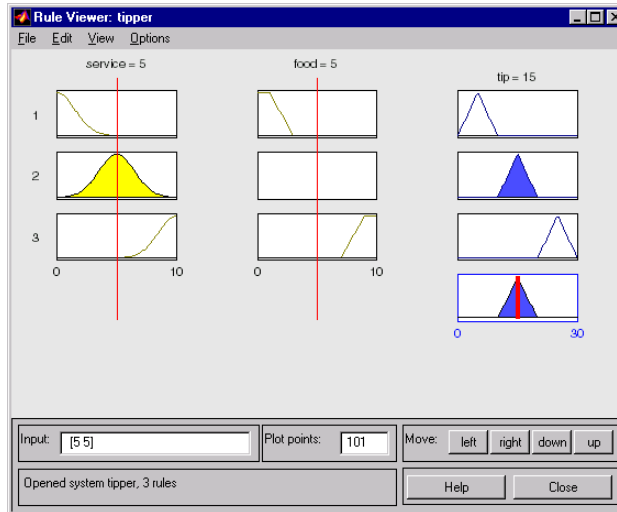 Rule Viewer: tipper
File Edit View Options
service = 5 food = 5 tip = 15
1
2
3
0 10 0 10
0 30
Input: [5 5] Plot points: 101 Move: left right down up
Opened system tipper, 3 rules Help Close